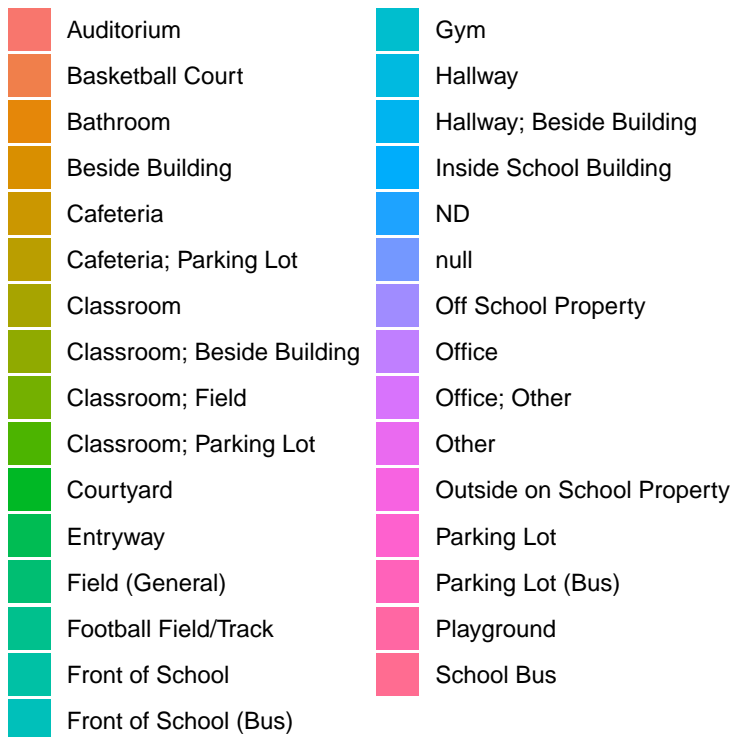 Auditorium
Basketball Court
Bathroom
Beside Building
Cafeteria
Cafeteria; Parking Lot
Classroom
Classroom; Beside Building
Classroom; Field
Classroom; Parking Lot
Courtyard
Entryway
Field (General)
Football Field/Track
Front of School
Front of School (Bus)
Gym
Hallway
Hallway; Beside Building
Inside School Building
ND
null
Off School Property
Office
Office; Other
Other
Outside on School Property
Parking Lot
Parking Lot (Bus)
Playground
School Bus